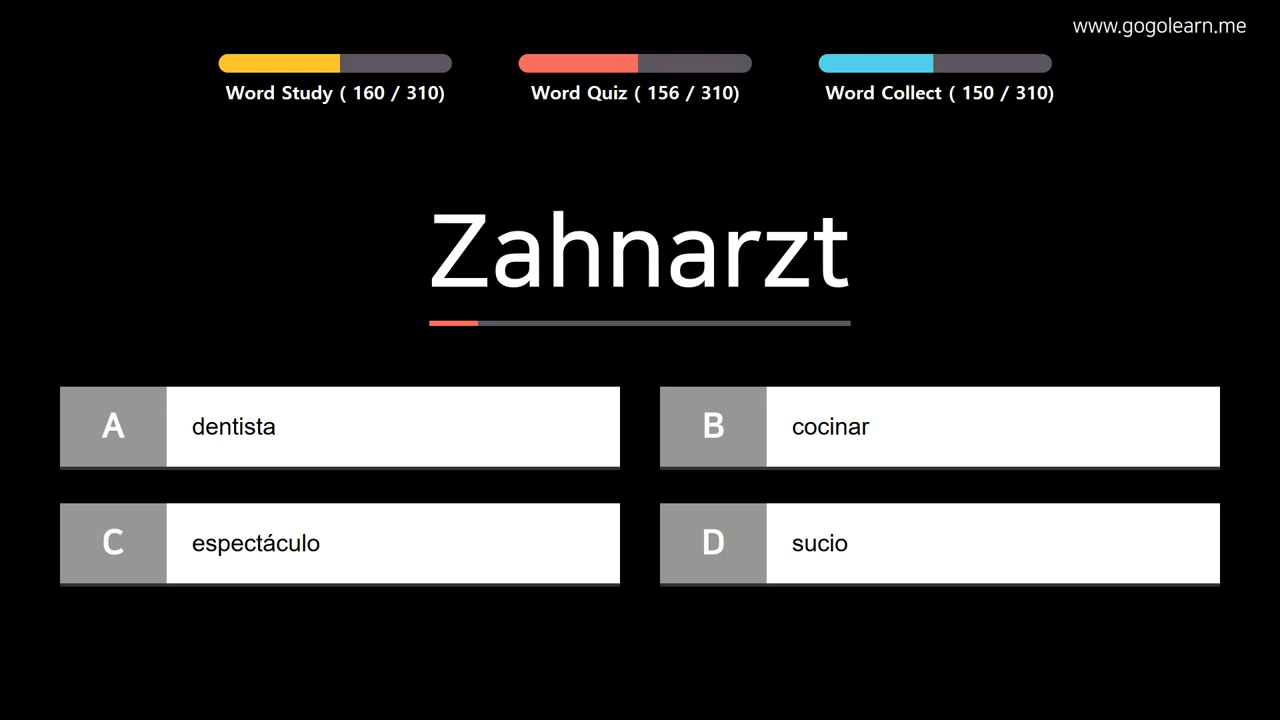 www.gogolearn.me
Word Study ( 160 / 310)
Word Quiz ( 156 / 310)
Word Collect ( 150 / 310)
Zahnarzt
A dentista
B cocinar
C espectáculo
D sucio